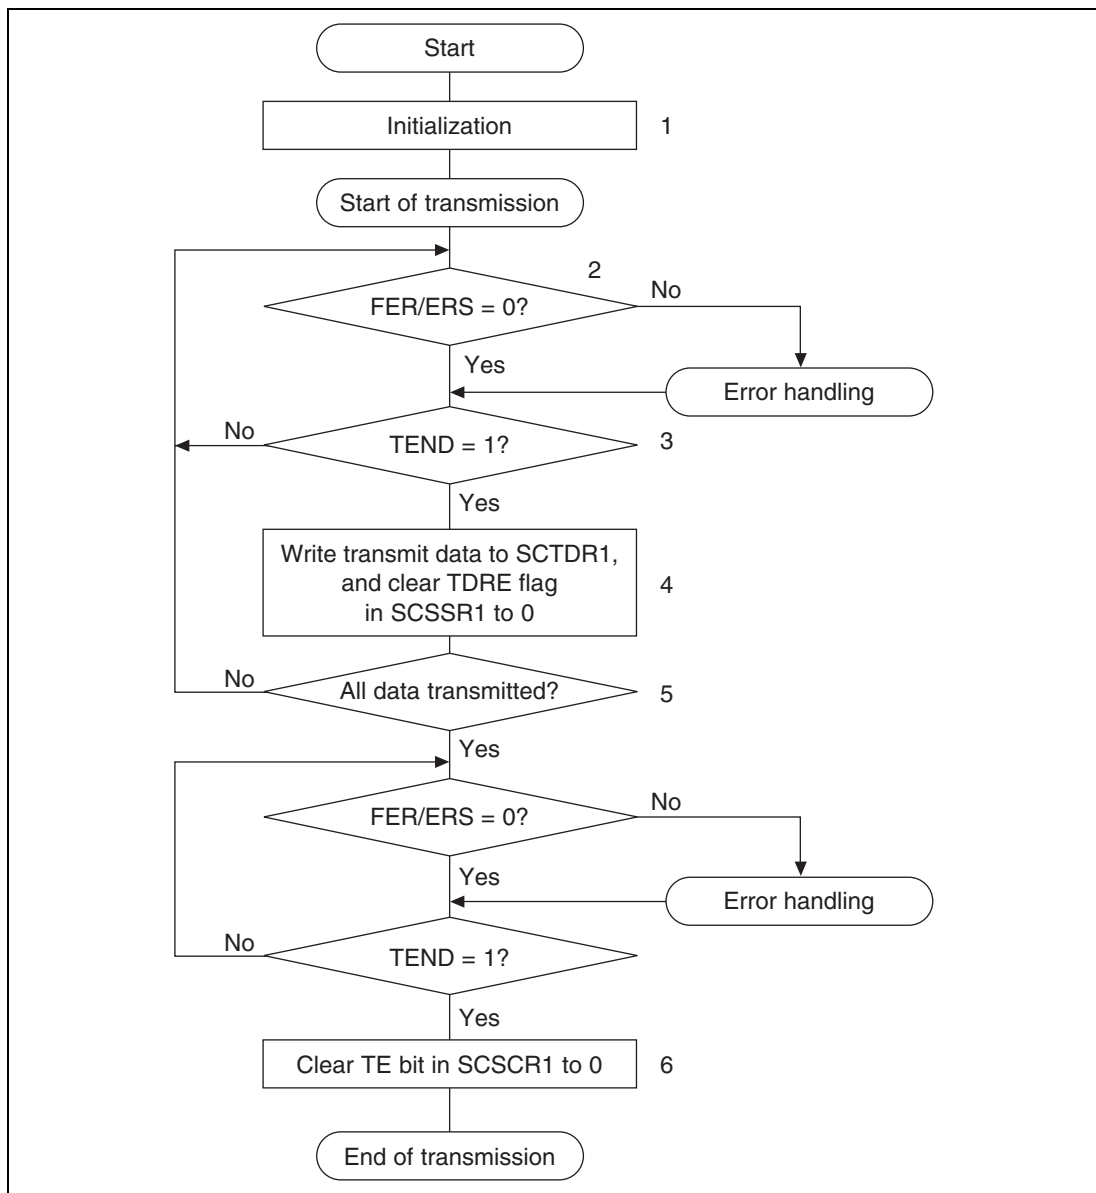 Start
Initialization
1
Start of transmission
2
FER/ERS = 0?
No
Yes
Error handling
No
TEND = 1?
3
Yes
Write transmit data to SCTDR1,
and clear TDRE flag
in SCSSR1 to 0
4
No
All data transmitted?
5
Yes
FER/ERS = 0?
No
Yes
Error handling
No
TEND = 1?
Yes
Clear TE bit in SCSCR1 to 0
6
End of transmission